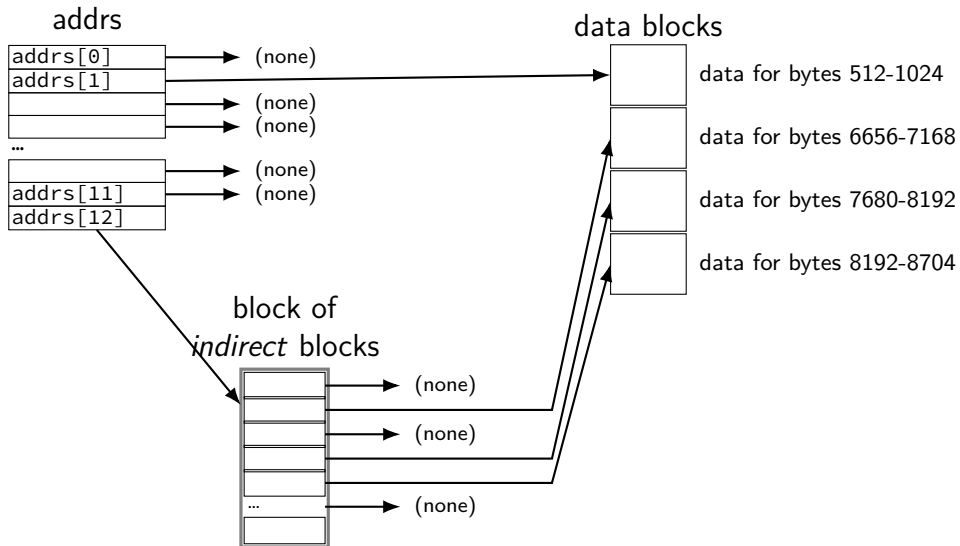 addrs
addrs[0]
(none)
addrs[1]
(none)
(none)
…
(none)
addrs[11]
(none)
addrs[12]
data blocks
data for bytes 512-1024
data for bytes 6656-7168
data for bytes 7680-8192
data for bytes 8192-8704
block of
indirect blocks
(none)
(none)
…
(none)